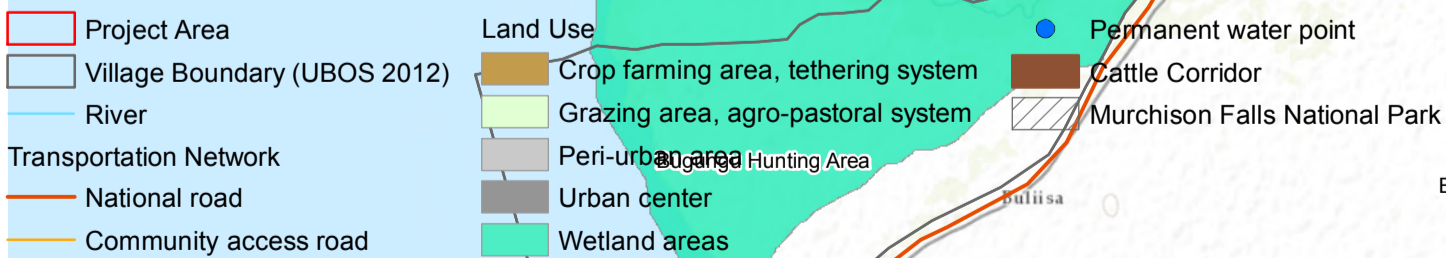 Project Area
Village Boundary (UBOS 2012)
River
Transportation Network
National road
Community access road
Land Use
Crop farming area, tethering system
Grazing area, agro-pastoral system
Peri-urban area
Urban center
Wetland areas
Permanent water point
Cattle Corridor
Murchison Falls National Park
Hunting Area
Buliisa